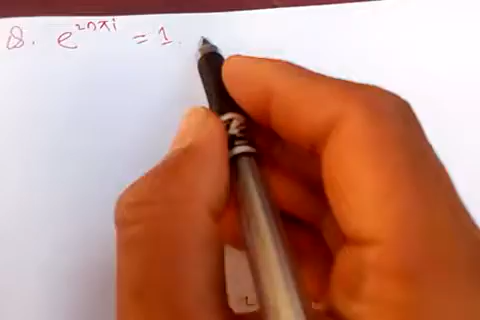 8. e^{2nπi} = 1.